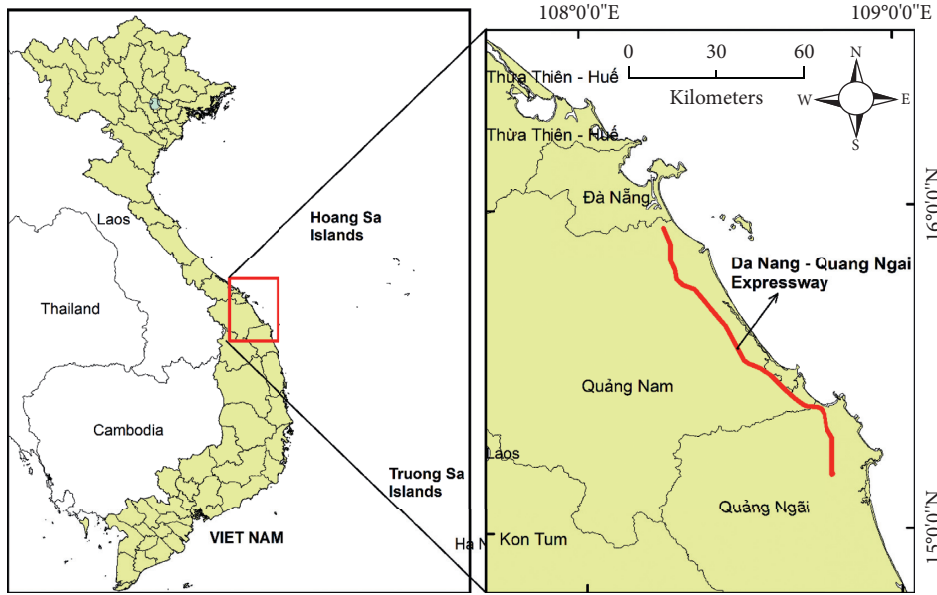 Laos
Hoang Sa
Islands
Thailand
Cambodia
Truong Sa
Islands
VIET NAM
108°0'0"E
109°0'0"E
0 30 60
Kilometers
N
W E
S
Thừa Thiên - Huế
Thừa Thiên - Huế
Đà Nẵng
16°0'0"N
Da Nang - Quang Ngai
Expressway
Quảng Nam
Laos
Quảng Ngãi
Kon Tum
15°0'0"N